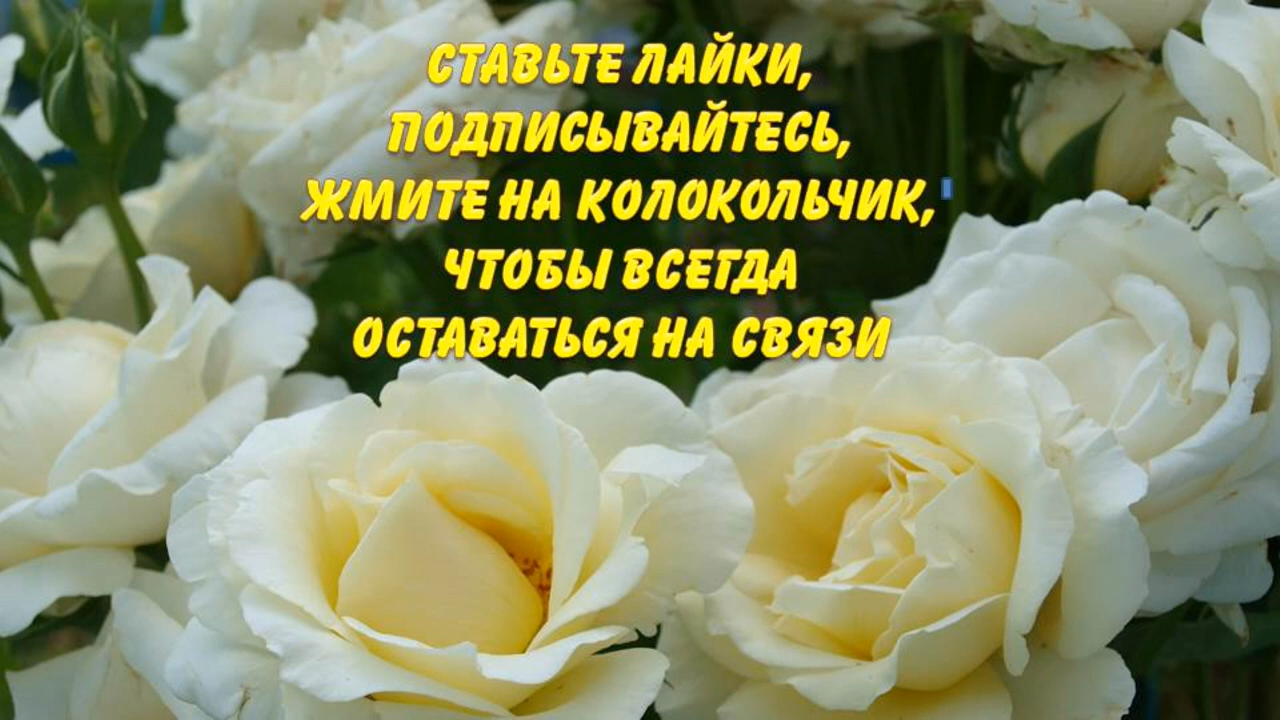 СТАВЬТЕ ЛАЙКИ,
ПОДПИСЫВАЙТЕСЬ,
ЖМИТЕ НА КОЛОКОЛЬЧИК,
ЧТОБЫ ВСЕГДА
ОСТАВАТЬСЯ НА СВЯЗИ